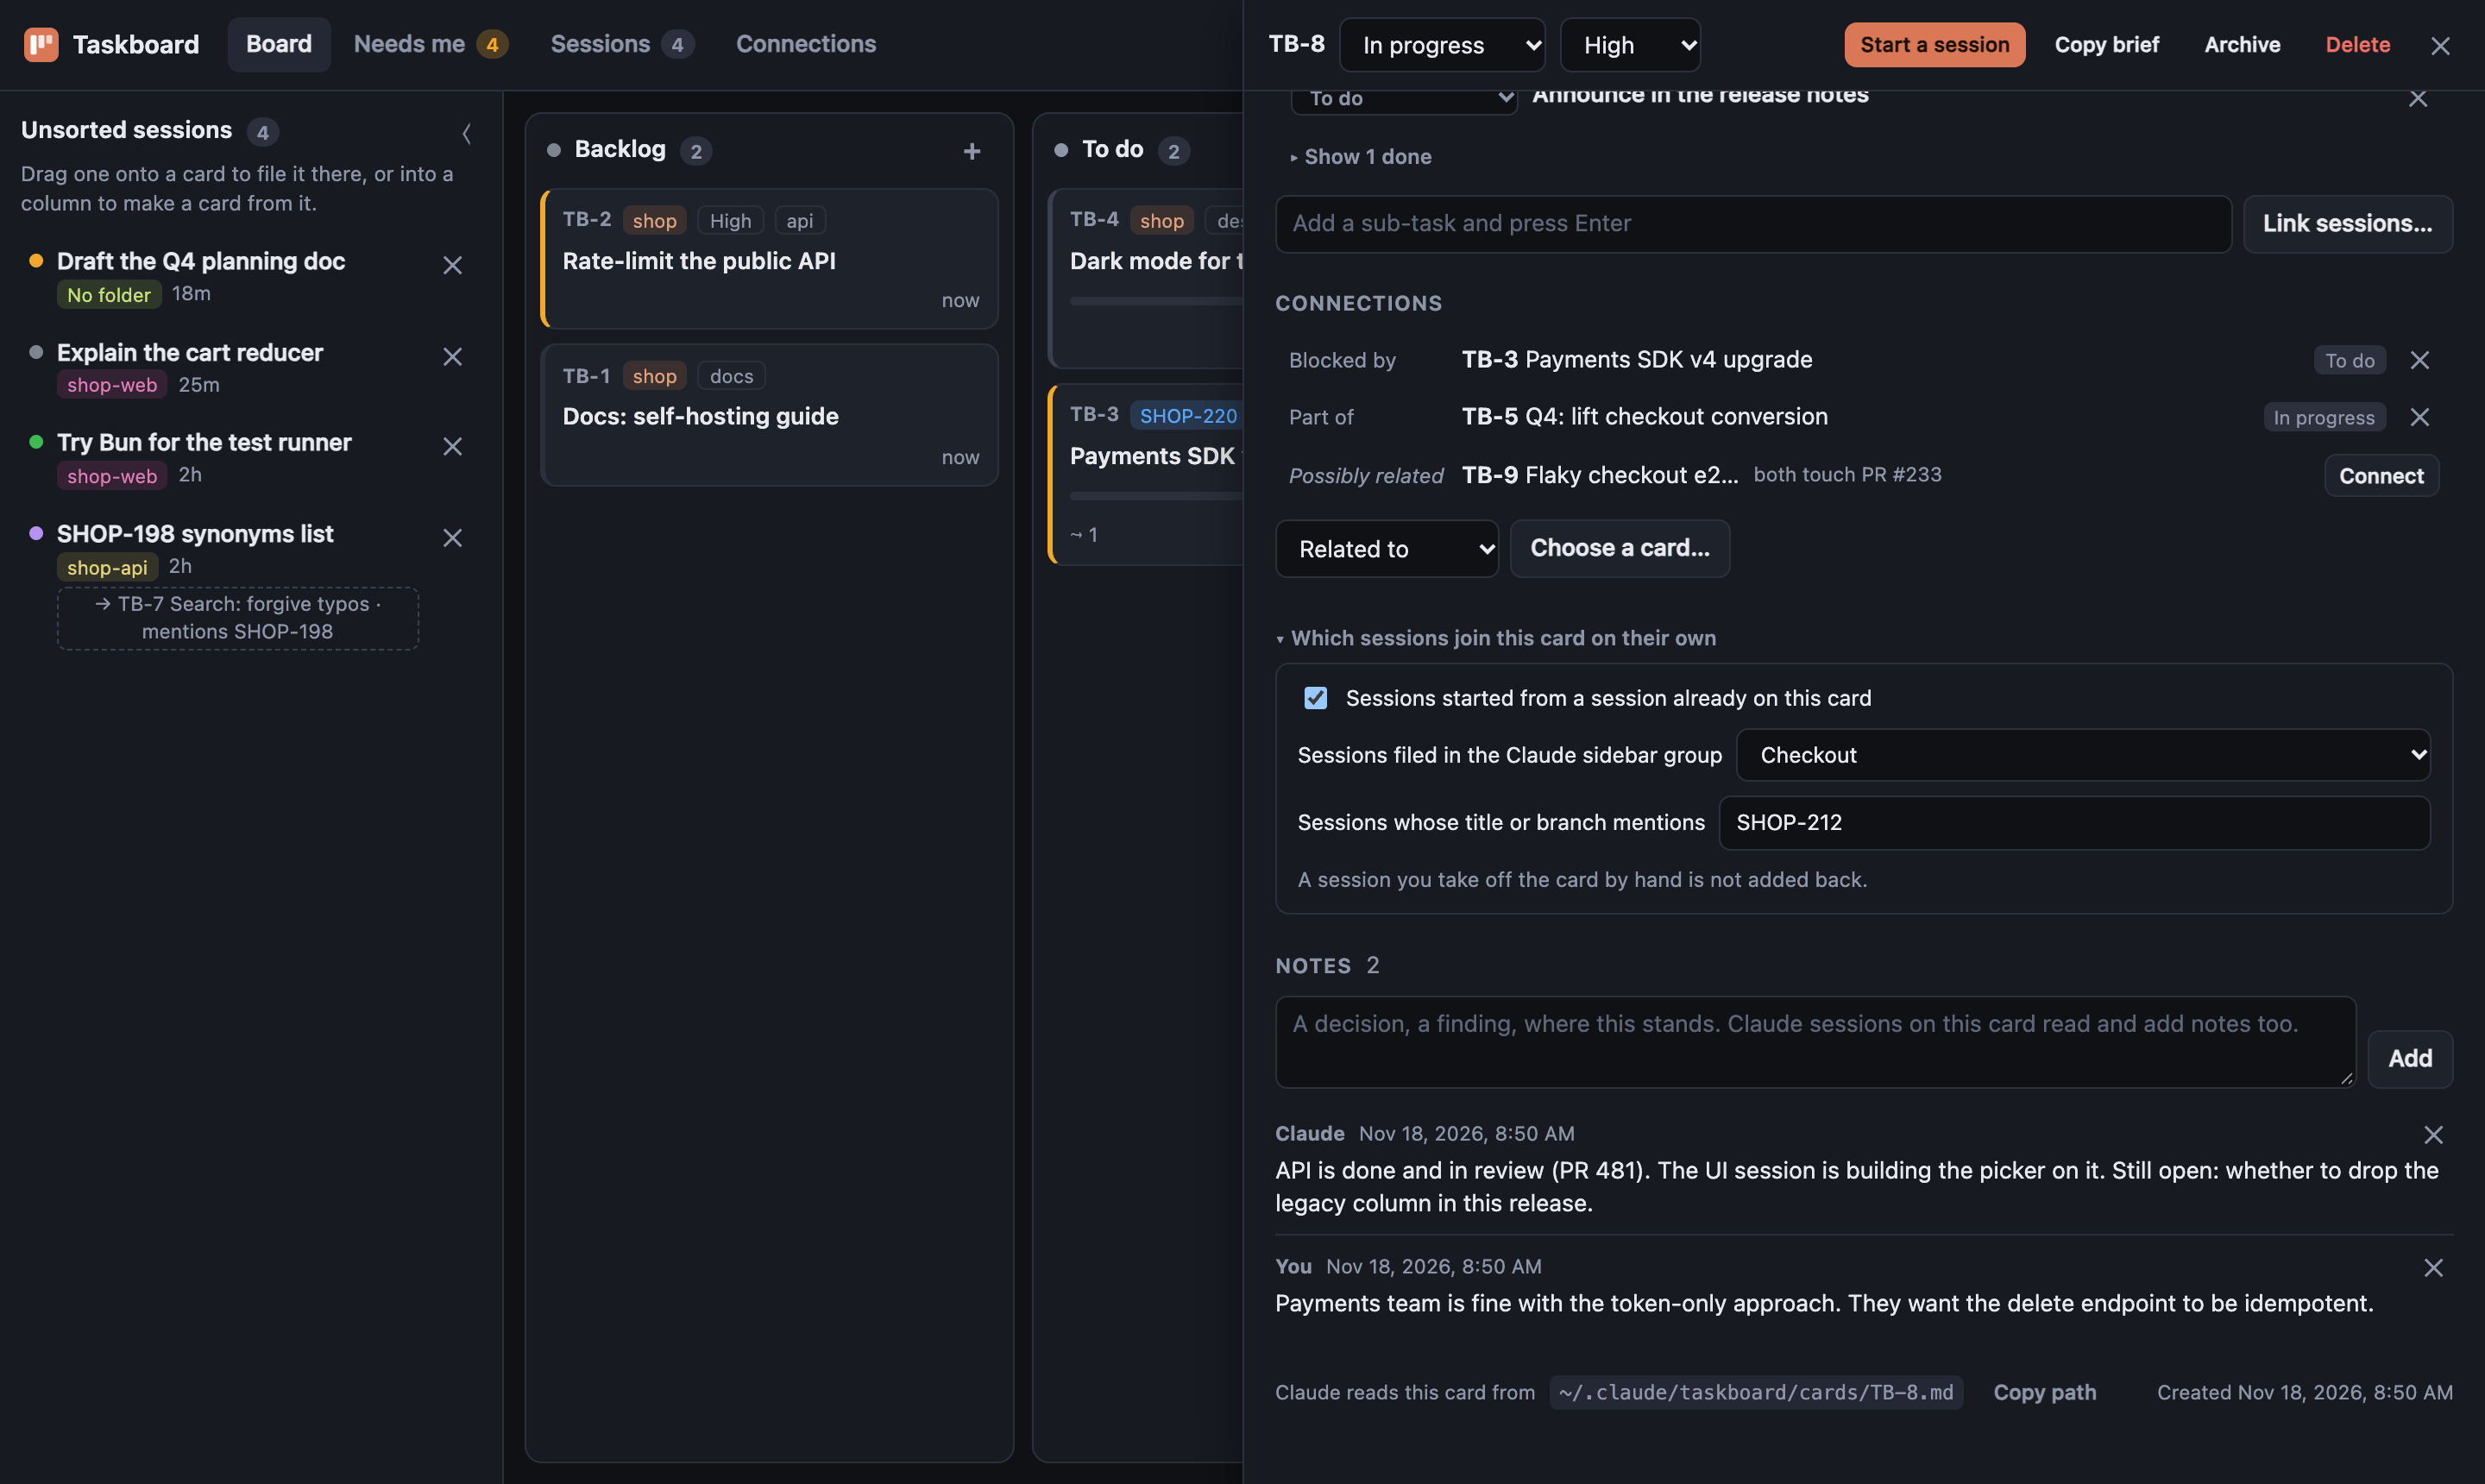 Taskboard
Board
Needs me 4
Sessions 4
Connections
Unsorted sessions 4
Drag one onto a card to file it there, or into a
column to make a card from it.
Draft the Q4 planning doc
No folder 18m
Explain the cart reducer
shop-web 25m
Try Bun for the test runner
shop-web 2h
SHOP-198 synonyms list
shop-api 2h
→ TB-7 Search: forgive typos ·
mentions SHOP-198
Backlog 2
TB-2 shop High api
Rate-limit the public API
now
TB-1 shop docs
Docs: self-hosting guide
now
To do 2
TB-4 shop
Dark mode for
TB-3 SHOP-220
Payments SDK
~ 1
TB-8 In progress High Start a session Copy brief Archive Delete
To do Announce in the release notes
Show 1 done
Add a sub-task and press Enter
Link sessions...
CONNECTIONS
Blocked by TB-3 Payments SDK v4 upgrade To do
Part of TB-5 Q4: lift checkout conversion In progress
Possibly related TB-9 Flaky checkout e2... both touch PR #233 Connect
Related to Choose a card...
Which sessions join this card on their own
Sessions started from a session already on this card
Sessions filed in the Claude sidebar group Checkout
Sessions whose title or branch mentions SHOP-212
A session you take off the card by hand is not added back.
NOTES 2
A decision, a finding, where this stands. Claude sessions on this card read and add notes too.
Add
Claude Nov 18, 2026, 8:50 AM
API is done and in review (PR 481). The UI session is building the picker on it. Still open: whether to drop the
legacy column in this release.
You Nov 18, 2026, 8:50 AM
Payments team is fine with the token-only approach. They want the delete endpoint to be idempotent.
Claude reads this card from ~/.claude/taskboard/cards/TB-8.md Copy path Created Nov 18, 2026, 8:50 AM